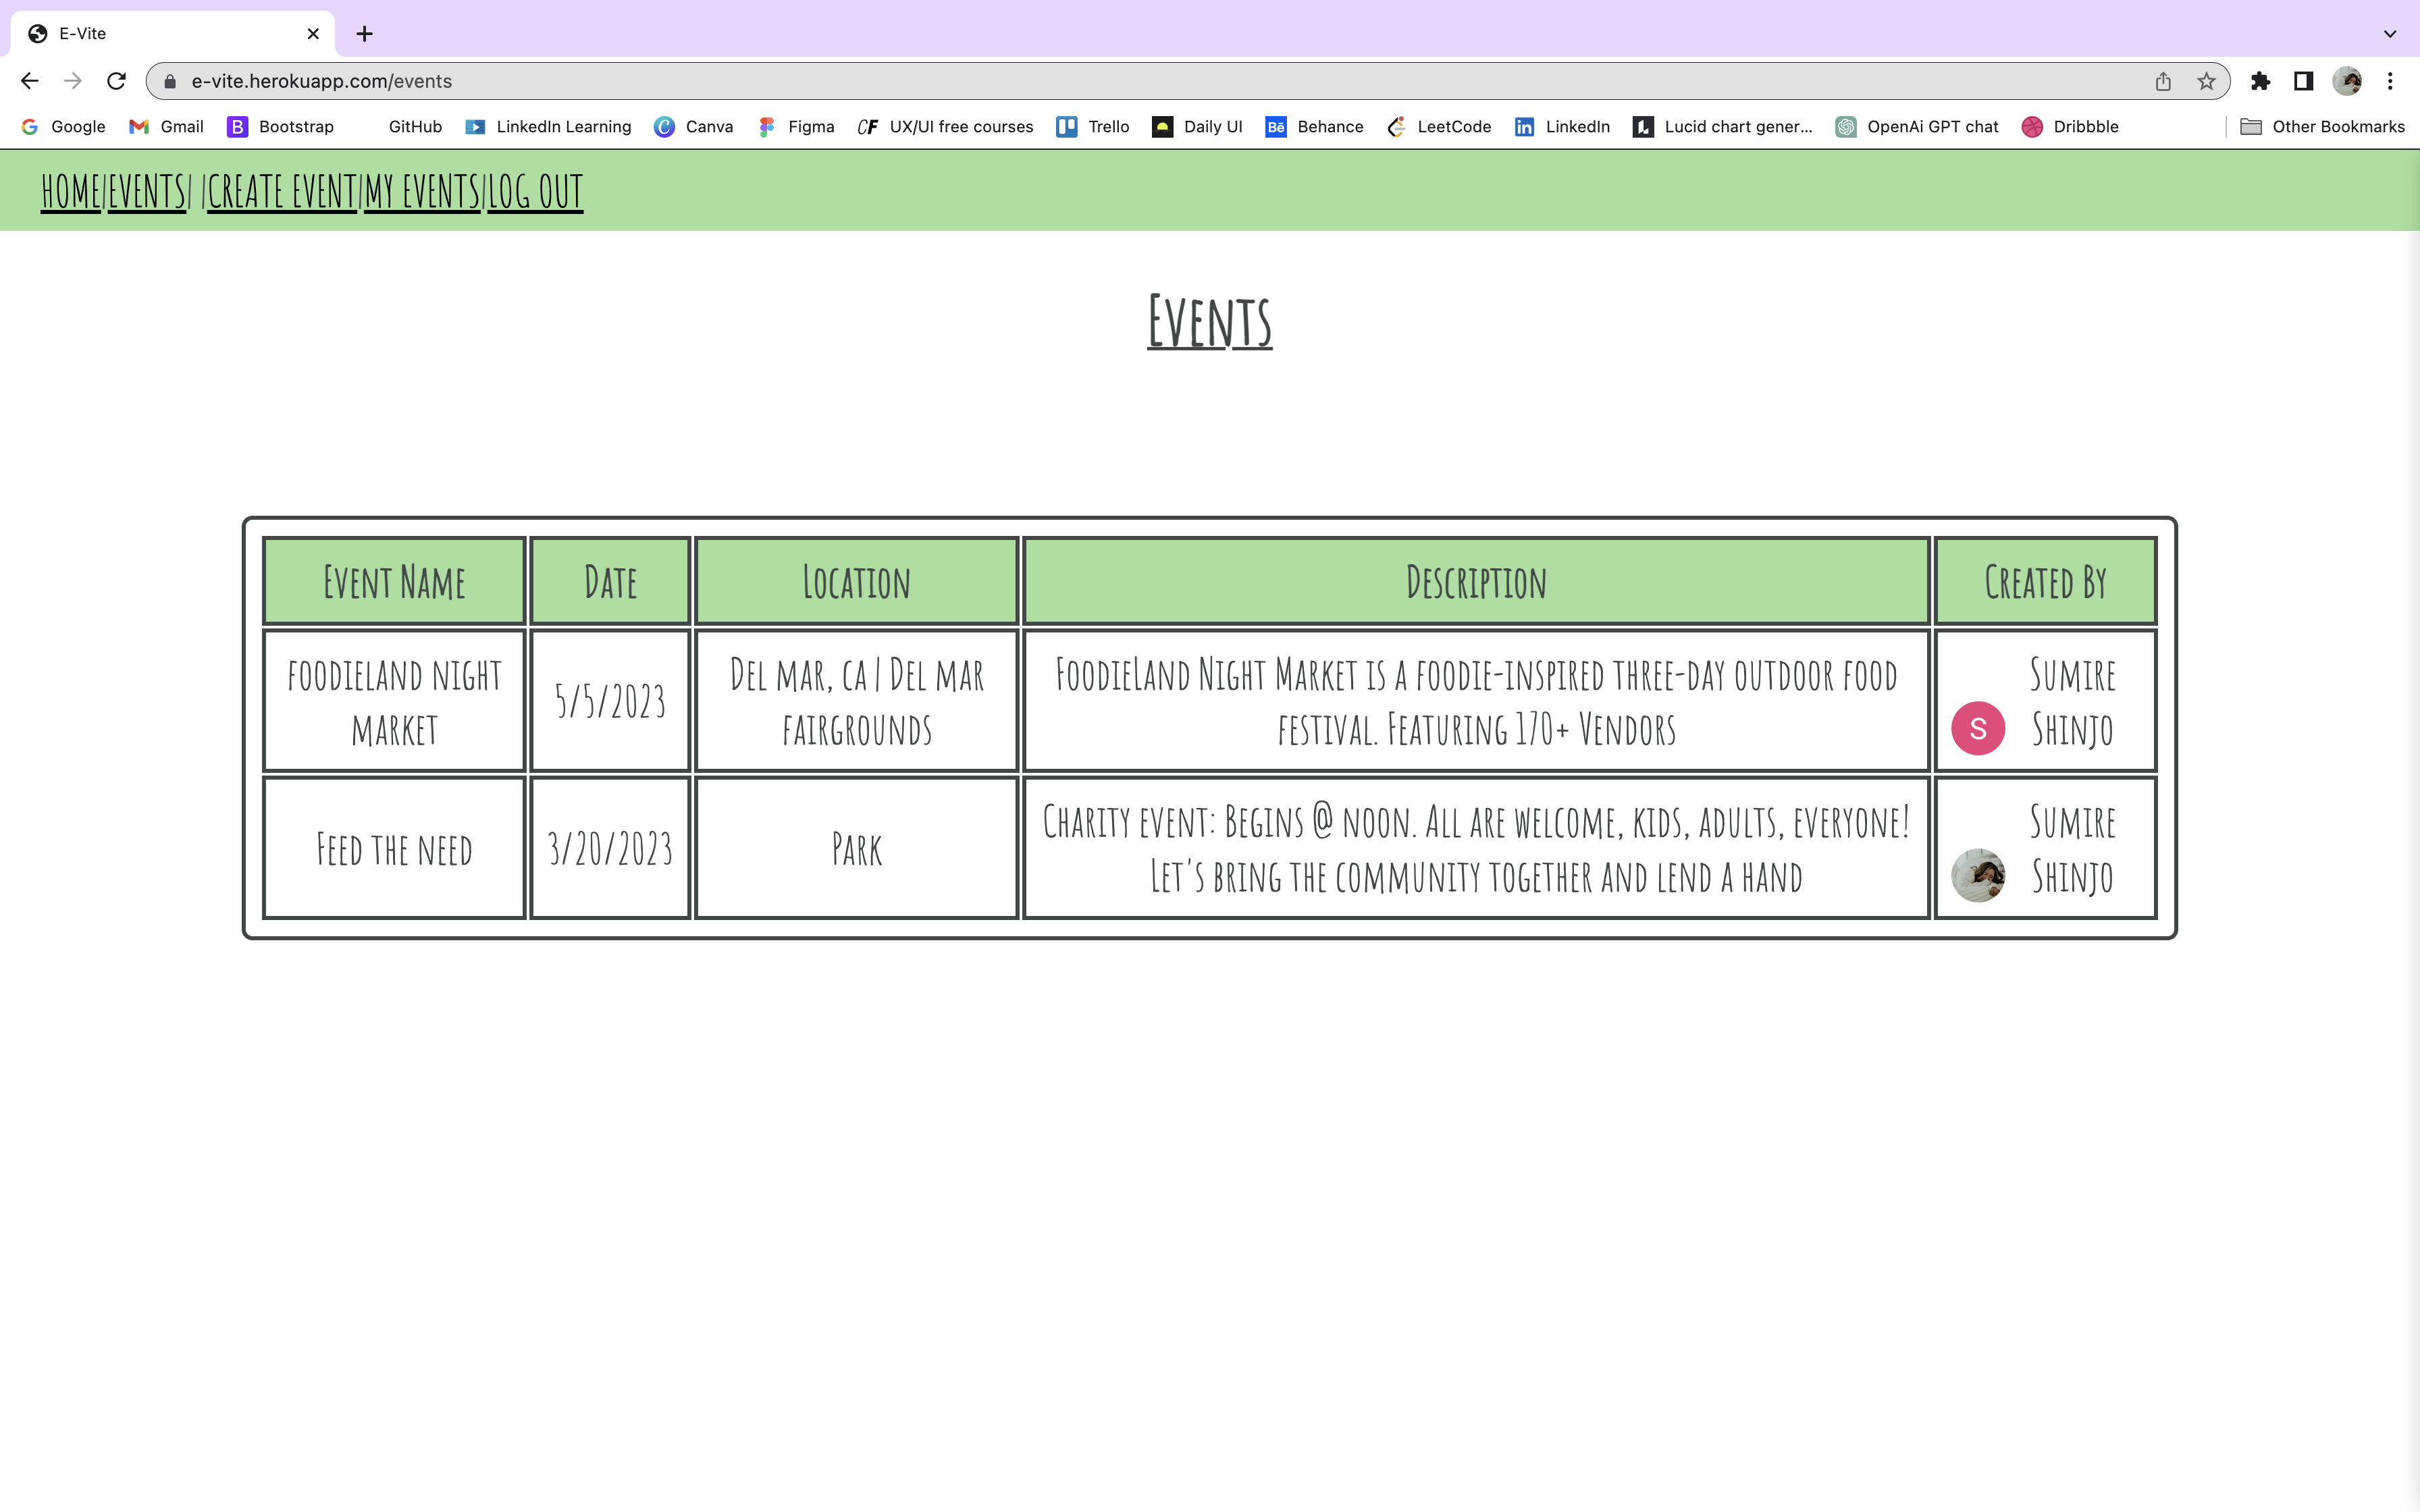 E-Vite
e-vite.herokuapp.com/events
Google Gmail Bootstrap GitHub LinkedIn Learning Canva Figma UX/UI free courses Trello Daily UI Behance LeetCode LinkedIn Lucid chart gener... OpenAi GPT chat Dribbble Other Bookmarks
HOME|EVENTS| |CREATE EVENT|MY EVENTS|LOG OUT
Events
Event Name Date Location Description Created By
foodieland night
market
5/5/2023
Del mar, ca | Del mar
fairgrounds
FoodieLand Night Market is a foodie-inspired three-day outdoor food
festival. Featuring 170+ Vendors
S
Sumire
Shinjo
Feed the need
3/20/2023
Park
Charity event: Begins @ noon. All are welcome, kids, adults, everyone!
Let's bring the community together and lend a hand
Sumire
Shinjo